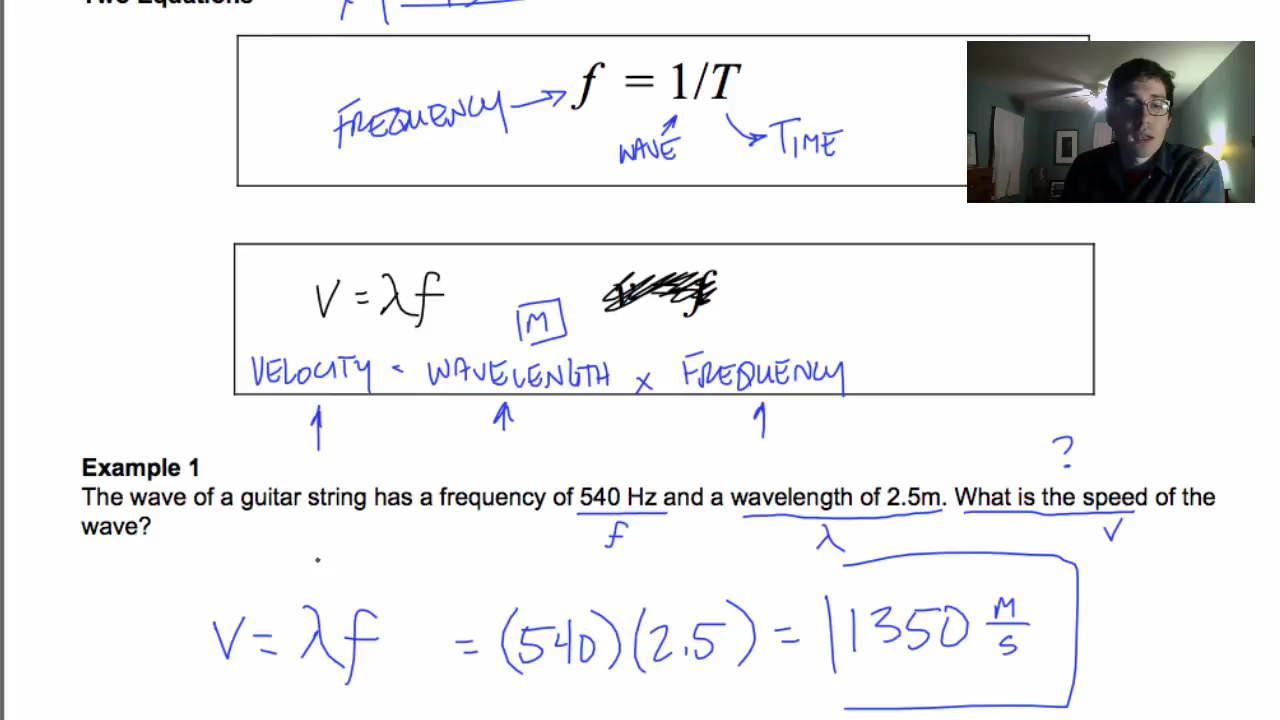 Two Equations
f = 1/T
FREQUENCY
WAVE
TIME
V = λf
M
VELOCITY = WAVELENGTH x FREQUENCY
?
Example 1
The wave of a guitar string has a frequency of 540 Hz and a wavelength of 2.5m. What is the speed of the
wave?
f
λ
V
V = λf = (540)(2.5) = 1350 M/S